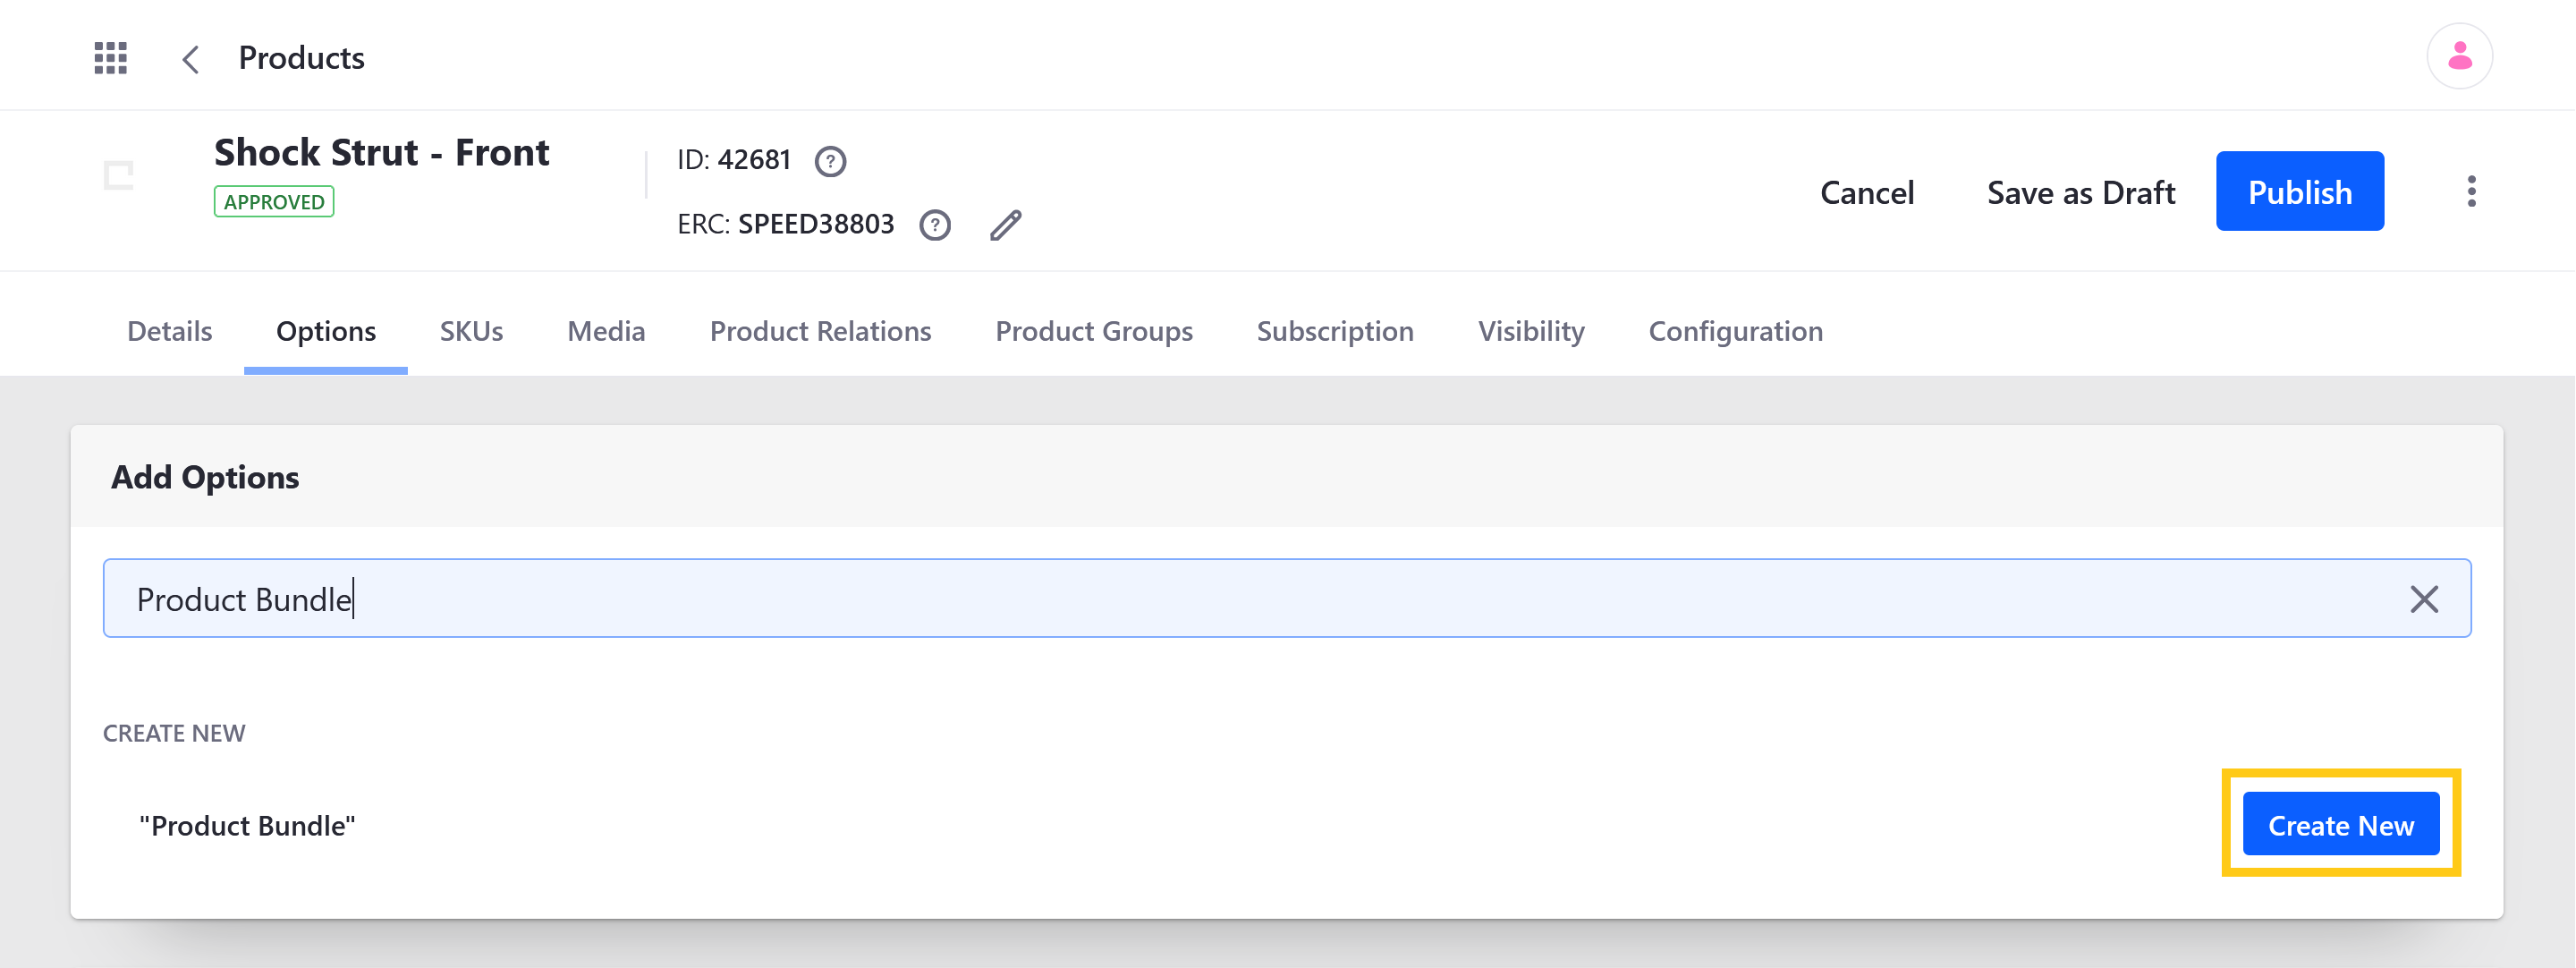 Products
Shock Strut - Front
APPROVED
ID: 42681 ?
ERC: SPEED38803 ?
Cancel
Save as Draft
Publish
Details
Options
SKUs
Media
Product Relations
Product Groups
Subscription
Visibility
Configuration
Add Options
Product Bundle
CREATE NEW
"Product Bundle"
Create New